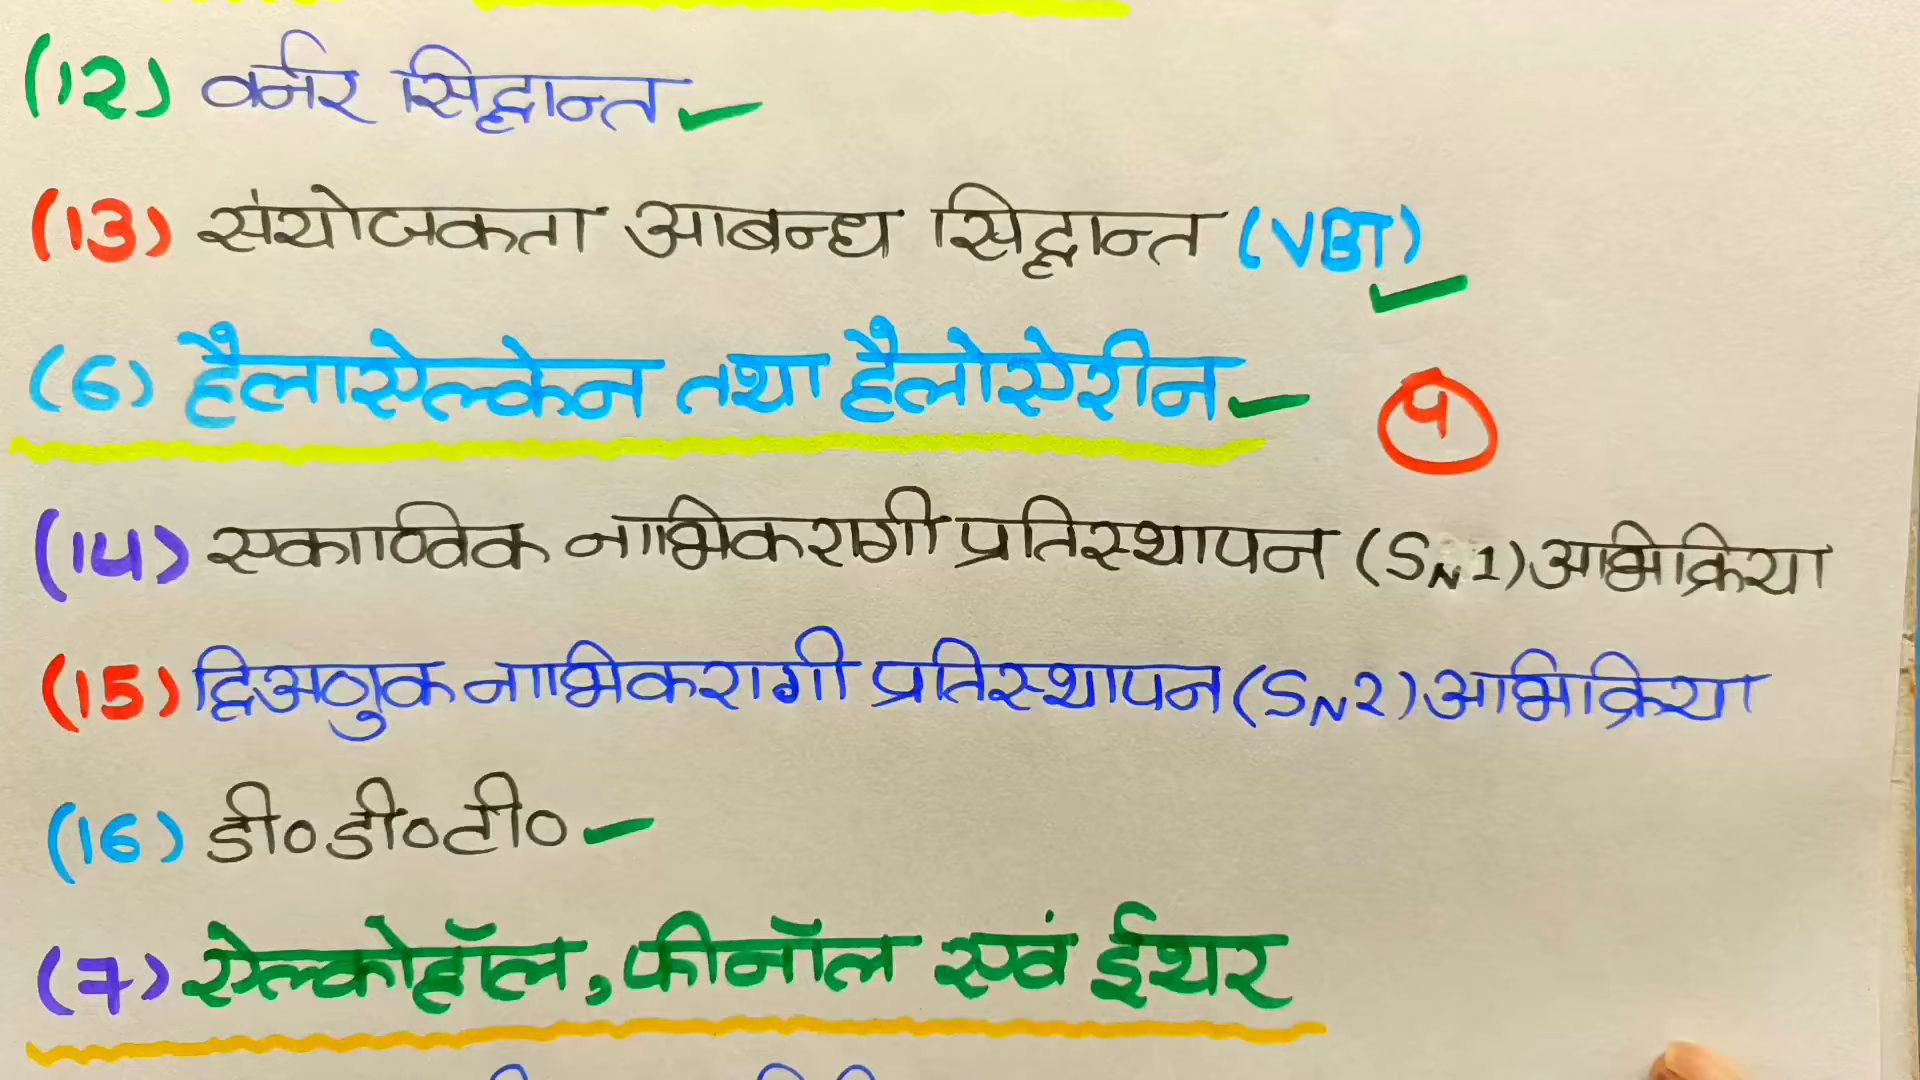 (12) वर्नर सिद्धान्त
(13) संयोजकता आबन्ध सिद्धान्त (VBT)
(6) हैलाऐल्केन तथा हैलोऐरीन
५
(14) एकाण्विक नाभिकरागी प्रतिस्थापन (SN1) अभिक्रिया
(15) द्विअणुक नाभिकरागी प्रतिस्थापन (SN2) अभिक्रिया
(16) डी०डी०टी०
(7) ऐल्कोहॉल, फीनॉल एवं ईथर